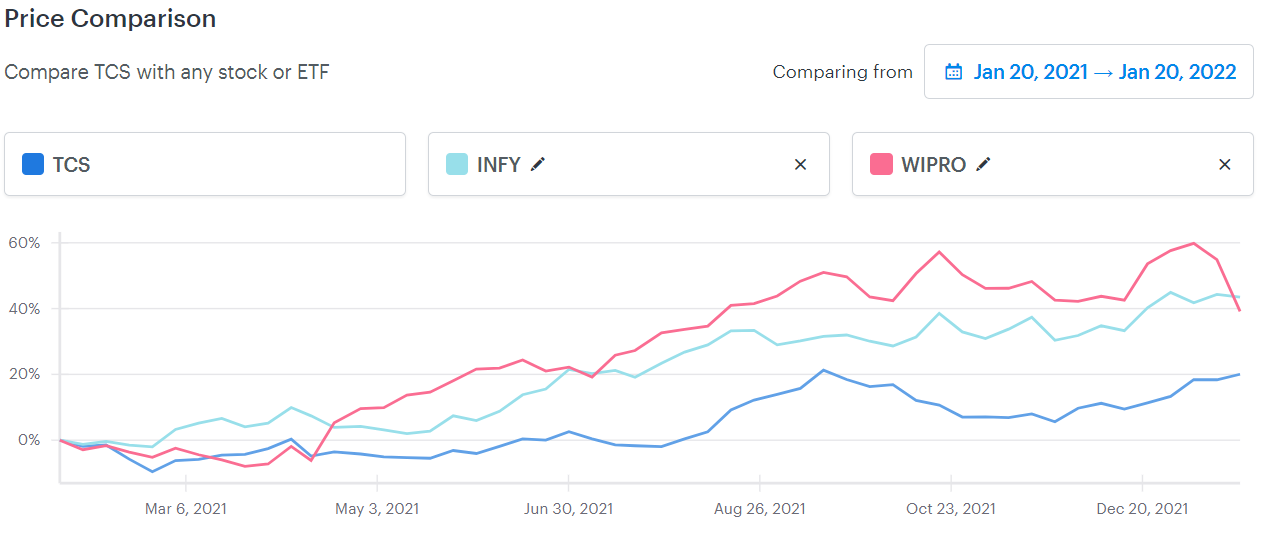 Price Comparison
Compare TCS with any stock or ETF
Comparing from
Jan 20, 2021 → Jan 20, 2022
TCS
INFY
WIPRO
60%
40%
20%
0%
Mar 6, 2021
May 3, 2021
Jun 30, 2021
Aug 26, 2021
Oct 23, 2021
Dec 20, 2021